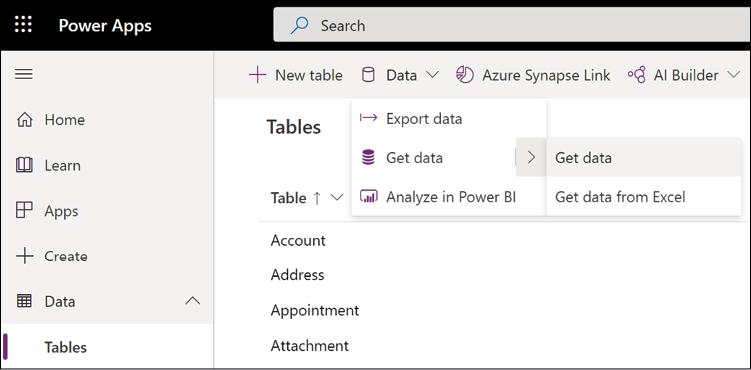 Power Apps
Search
New table Data Azure Synapse Link AI Builder
Home
Learn
Apps
Create
Data
Tables
Tables
Export data
Get data
Analyze in Power BI
Get data
Get data from Excel
Table
Account
Address
Appointment
Attachment